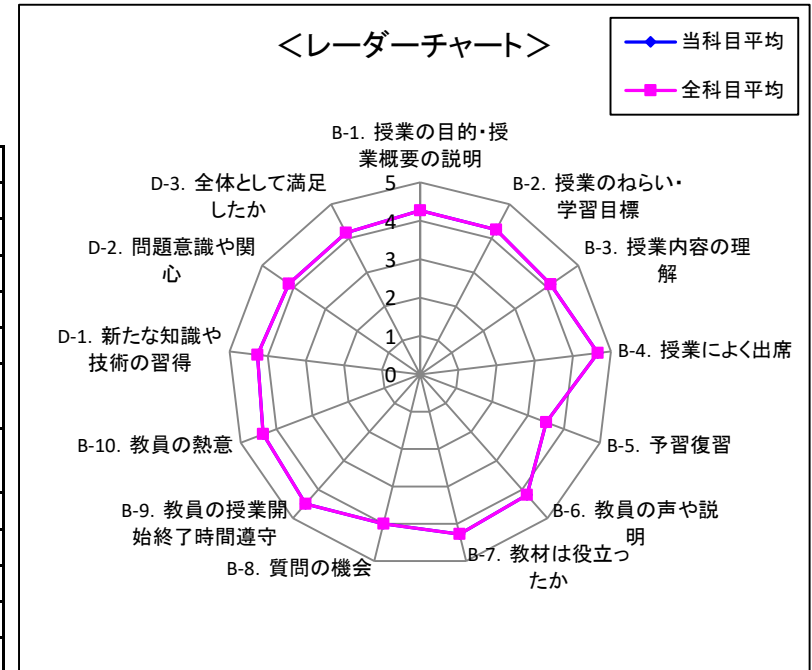 ＜レーダーチャート＞
当科目平均
全科目平均
B-1. 授業の目的・授
業概要の説明
B-2. 授業のねらい・
学習目標
B-3. 授業内容の理
解
B-4. 授業によく出席
B-5. 予習復習
B-6. 教員の声や説
明
B-7. 教材は役立っ
たか
B-8. 質問の機会
B-9. 教員の授業開
始終了時間遵守
B-10. 教員の熱意
D-1. 新たな知識や
技術の習得
D-2. 問題意識や関
心
D-3. 全体として満足
したか
5
4
3
2
1
0